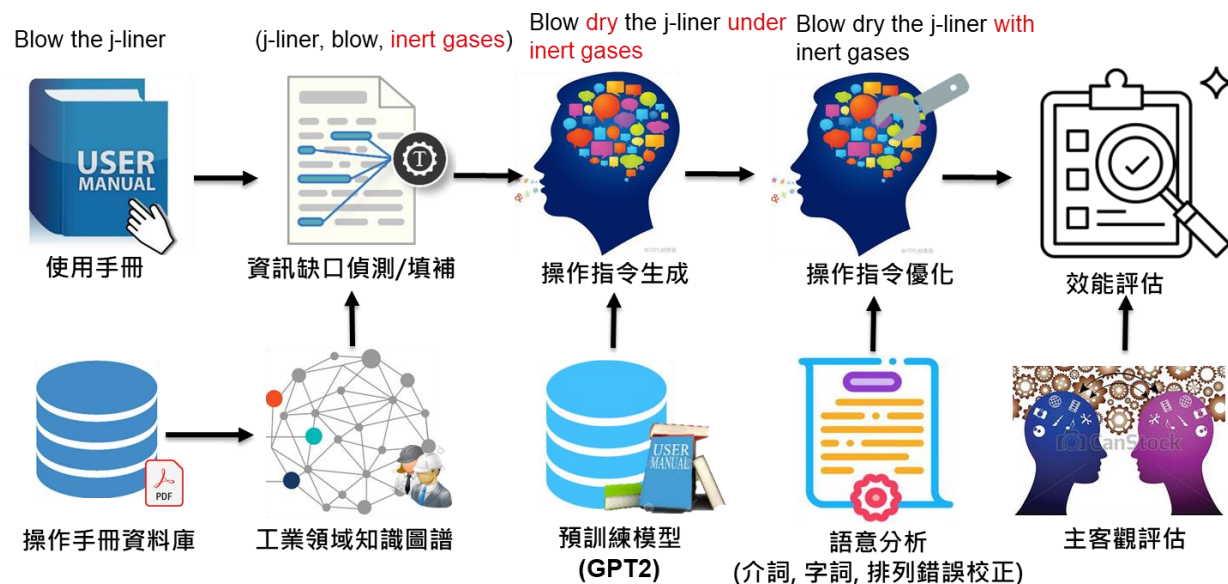 Blow the j-liner
(j-liner, blow, inert gases)
Blow dry the j-liner under
inert gases
Blow dry the j-liner with
inert gases
USER
MANUAL
T
使用手冊
資訊缺口偵測/填補
操作指令生成
操作指令優化
效能評估
PDF
USER
MANUAL
CanStock
操作手冊資料庫
工業領域知識圖譜
預訓練模型
(GPT2)
語意分析
(介詞, 字詞, 排列錯誤校正)
主客觀評估